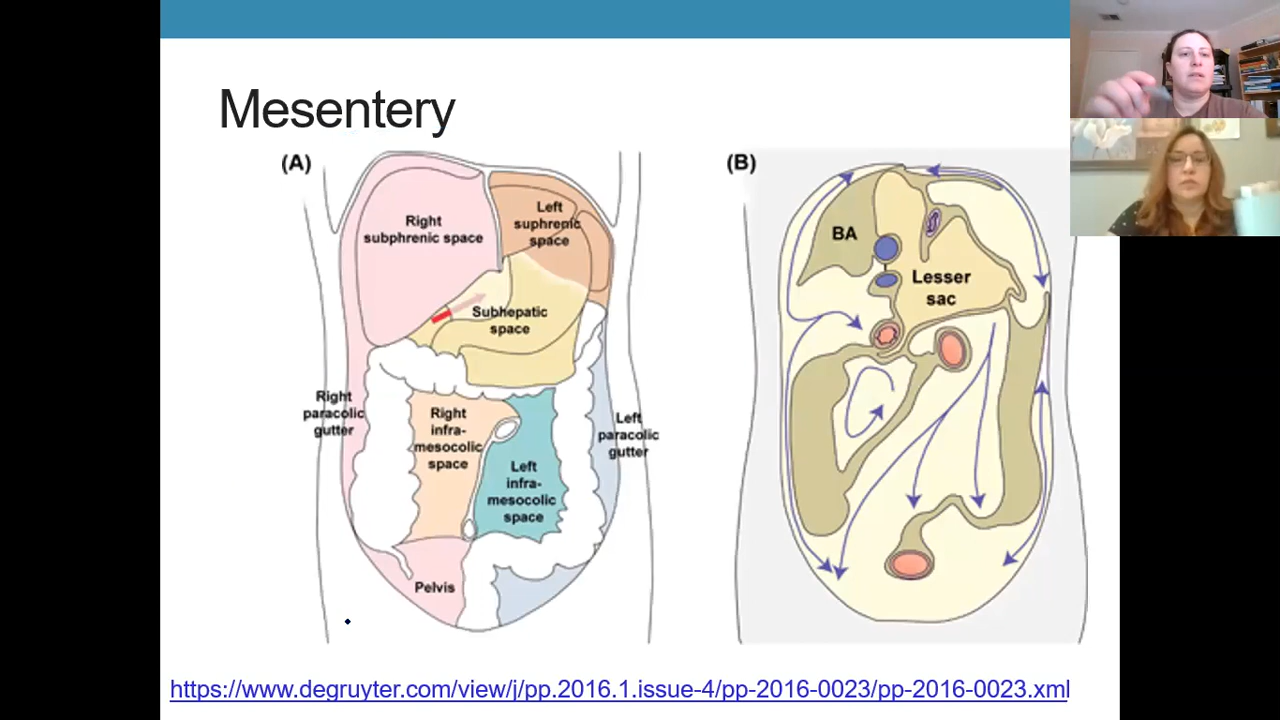 Mesentery
(A)
Right
subphrenic space
Left
suphrenic
space
Subhepatic
space
Right
paracolic
gutter
Right
infra-
mesocolic
space
Left
infra-
mesocolic
space
Left
paracolic
gutter
Pelvis
(B)
BA
Lesser
sac
https://www.degruyter.com/view/j/pp.2016.1.issue-4/pp-2016-0023/pp-2016-0023.xml